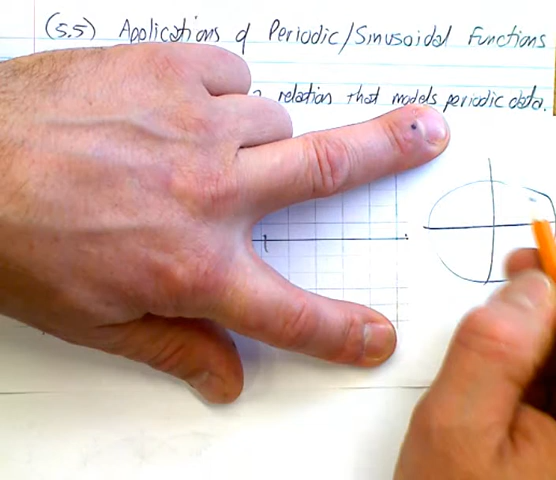 (5.5) Applications of Periodic/Sinusoidal Functions
a relation that models periodic data.